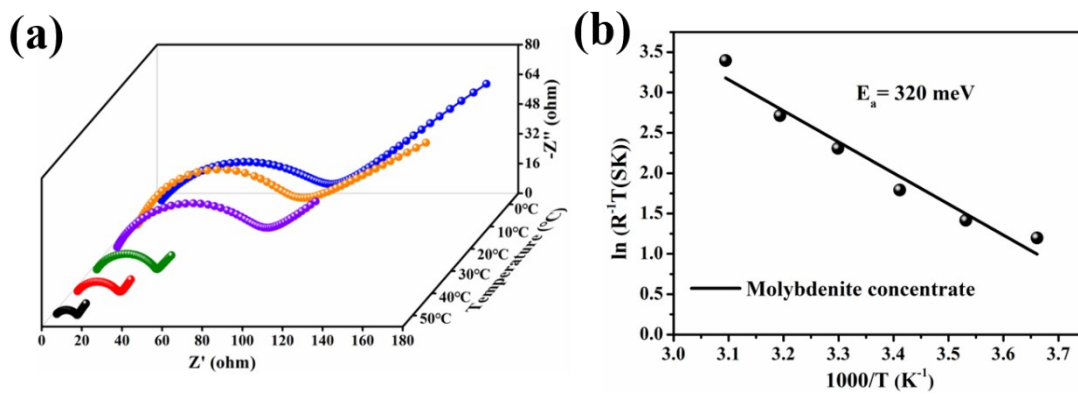 (a)
80
64
48
32
16
0
-Z'' (ohm)
0°C
10°C
20°C
30°C
40°C
50°C
Temperature (°C)
0 20 40 60 80 100 120 140 160 180
Z' (ohm)
(b)
3.5
3.0
2.5
2.0
1.5
1.0
0.5
0.0
ln (R⁻¹T(SK)
Eₐ= 320 meV
Molybdenite concentrate
3.0 3.1 3.2 3.3 3.4 3.5 3.6 3.7
1000/T (K⁻¹)